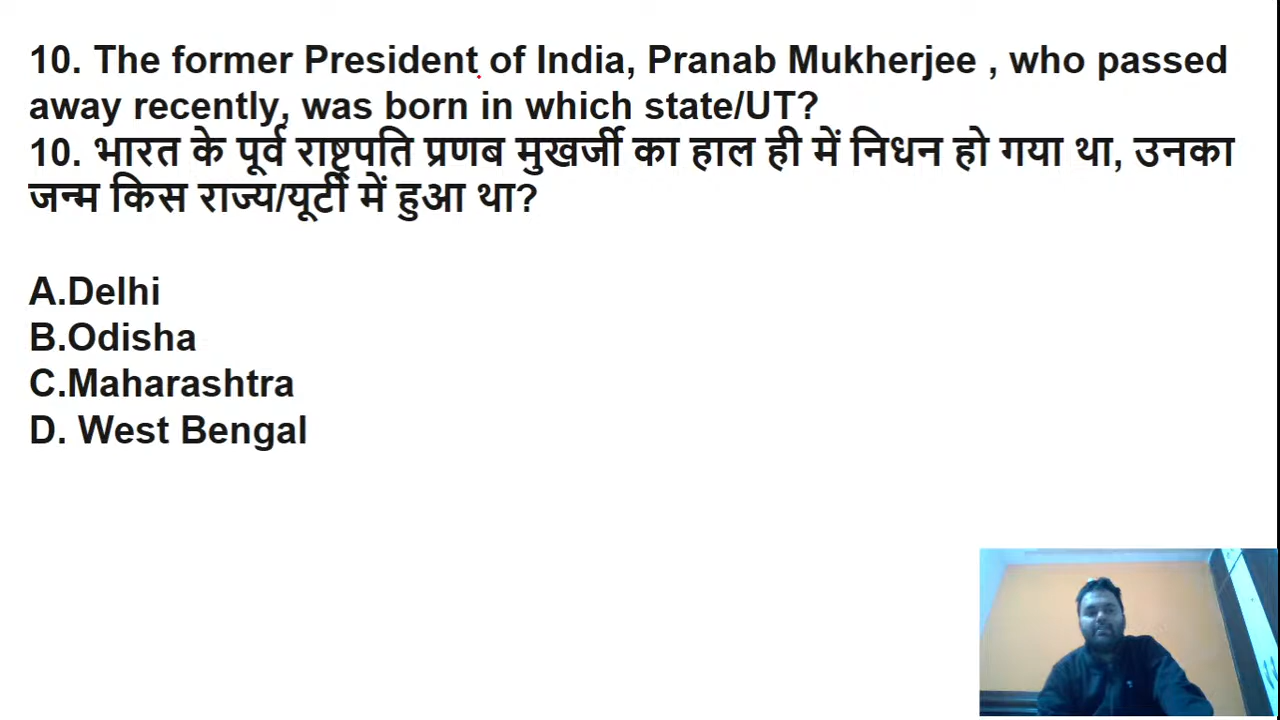 10. The former President of India, Pranab Mukherjee , who passed
away recently, was born in which state/UT?
10. भारत के पूर्व राष्ट्रपति प्रणब मुखर्जी का हाल ही में निधन हो गया था, उनका
जन्म किस राज्य/यूटी में हुआ था?
A.Delhi
B.Odisha
C.Maharashtra
D. West Bengal